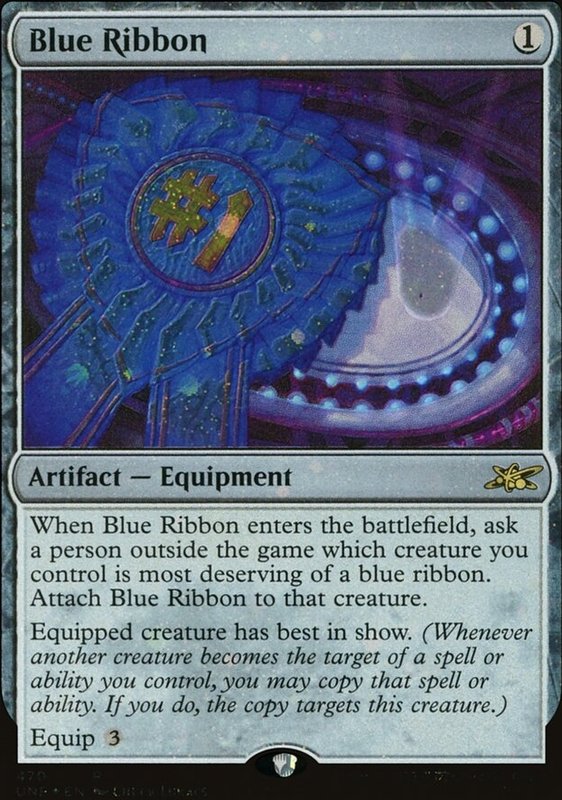 Blue Ribbon 1
#1
Artifact — Equipment
When Blue Ribbon enters the battlefield, ask
a person outside the game which creature you
control is most deserving of a blue ribbon.
Attach Blue Ribbon to that creature.
Equipped creature has best in show. (Whenever
another creature becomes the target of a spell or
ability you control, you may copy that spell or
ability. If you do, the copy targets this creature.)
Equip 3
470 R
UNF EN